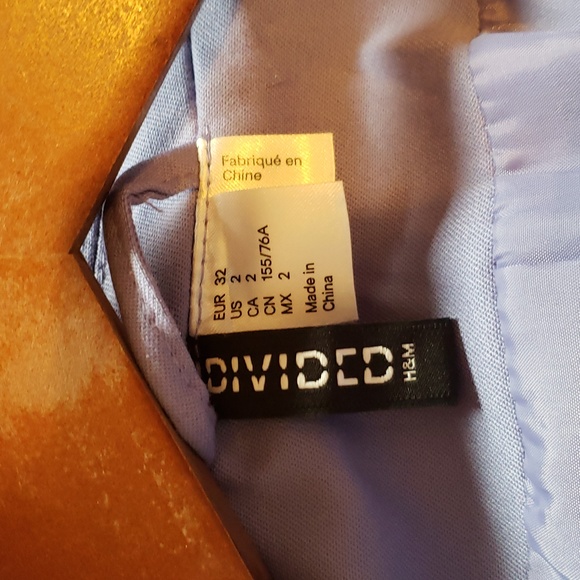 Fabriqué en
Chine
EUR 32
US 2
CA 2
CN 155/76A
MX 2
Made in
China
DIVIDED
H&M